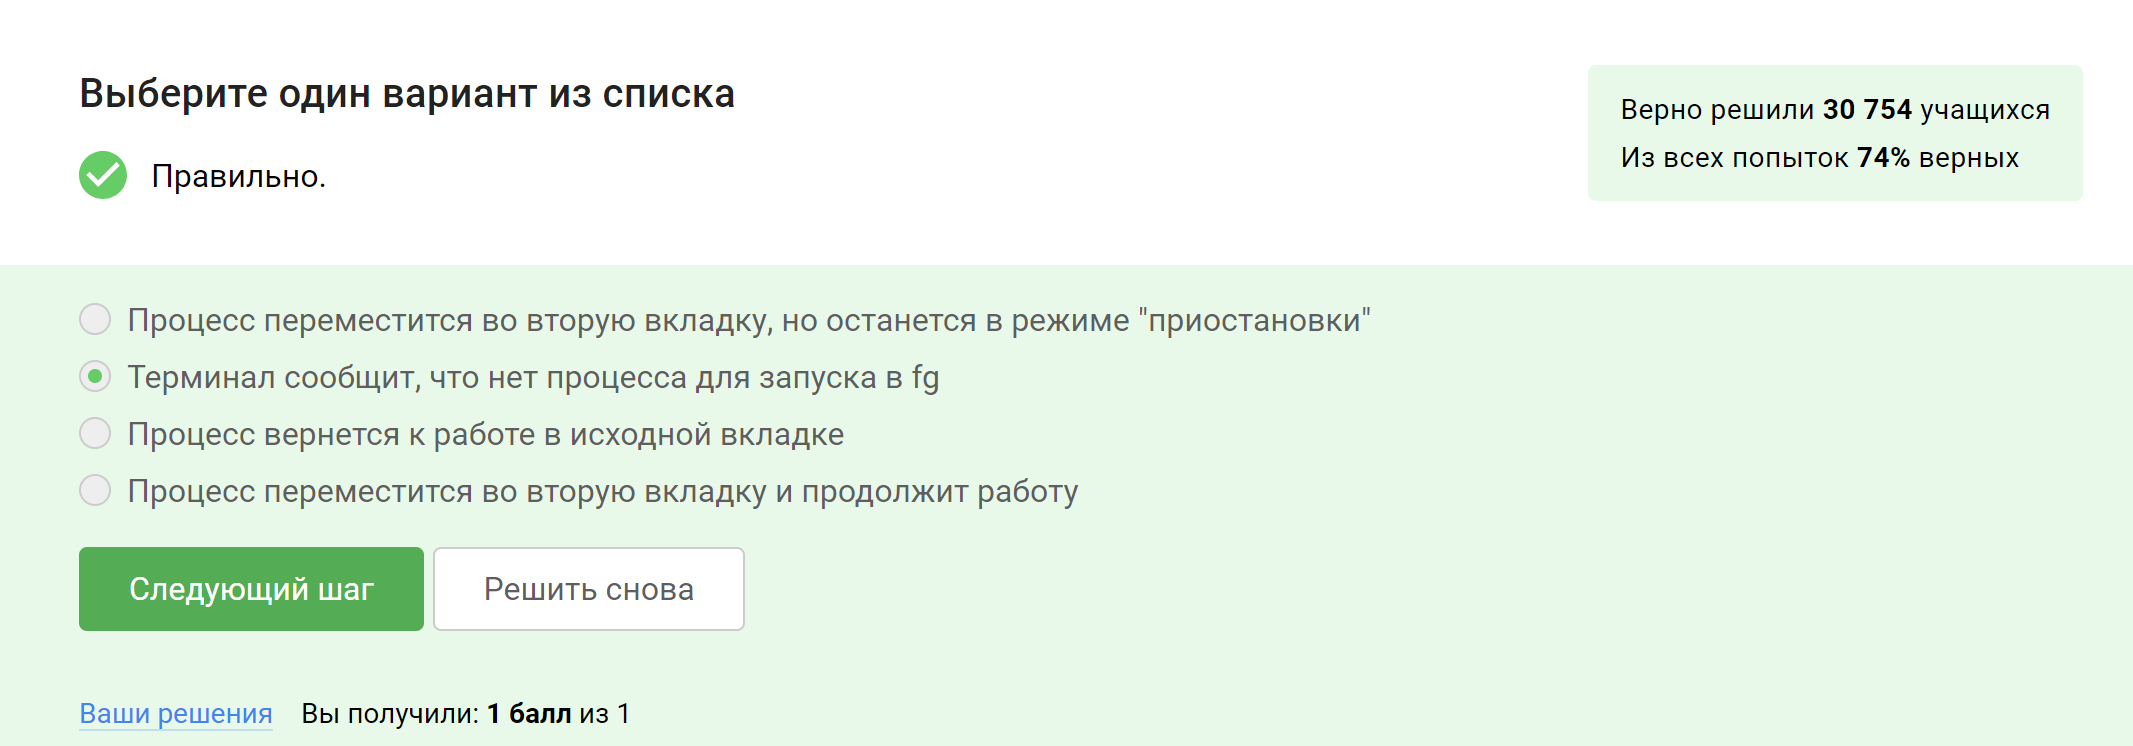 Выберите один вариант из списка
Правильно.
Верно решили 30 754 учащихся
Из всех попыток 74% верных
Процесс переместится во вторую вкладку, но останется в режиме "приостановки"
Терминал сообщит, что нет процесса для запуска в fg
Процесс вернется к работе в исходной вкладке
Процесс переместится во вторую вкладку и продолжит работу
Следующий шаг
Решить снова
Ваши решения Вы получили: 1 балл из 1